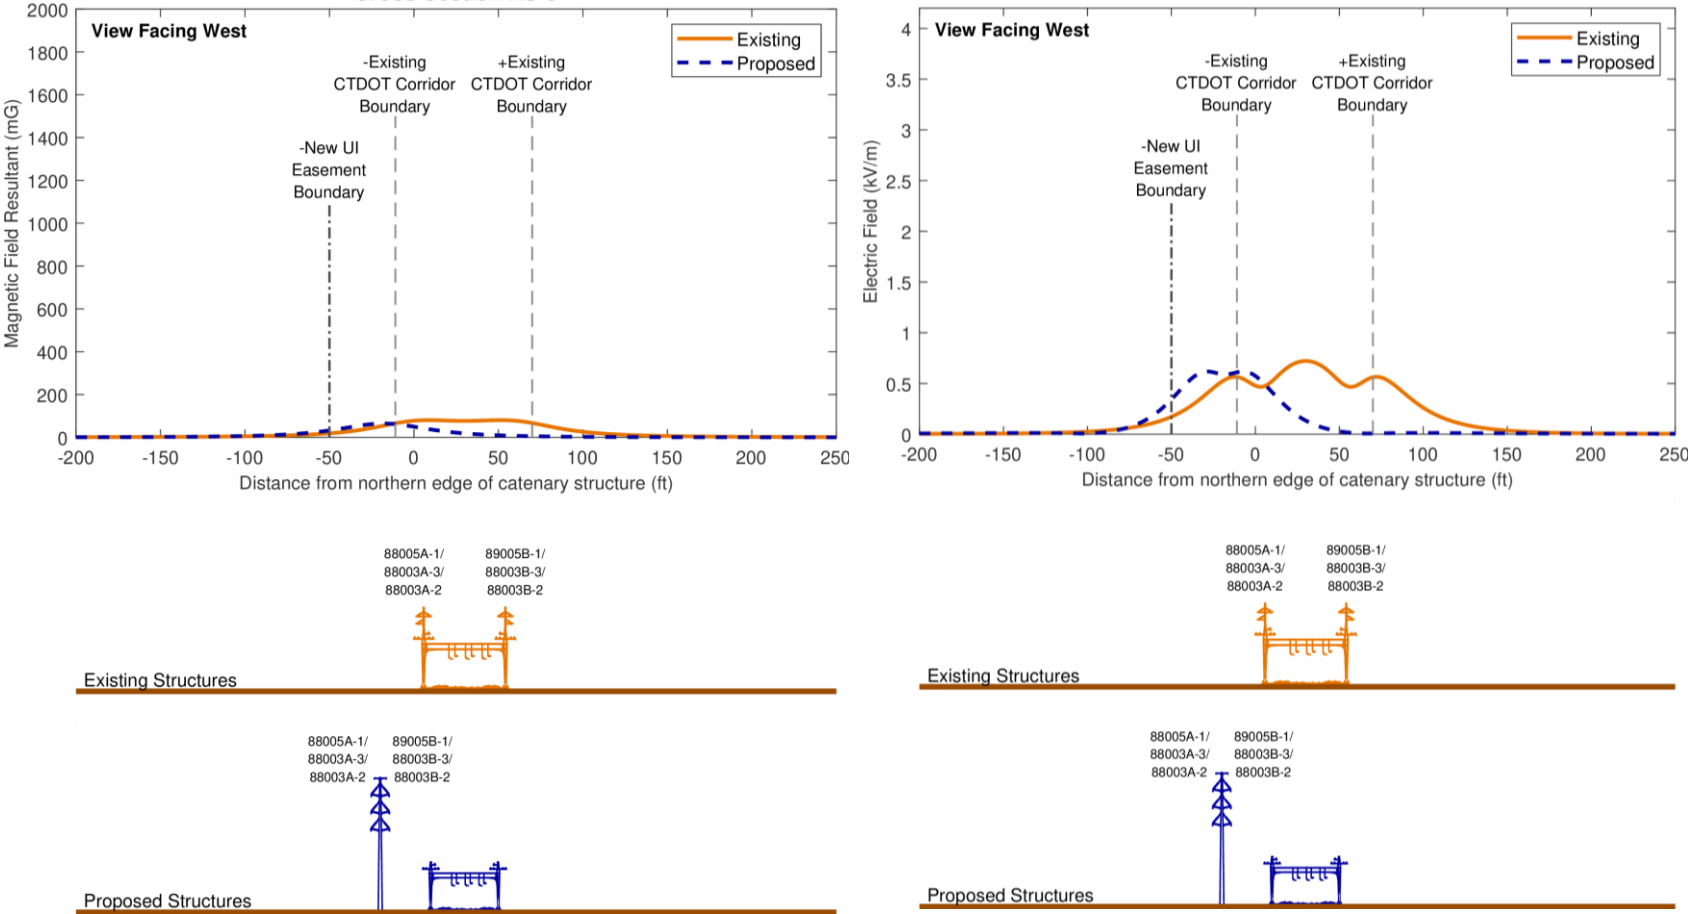 2000
1800
1600
1400
1200
1000
800
600
400
200
0
Magnetic Field Resultant (mG)
View Facing West
Existing
Proposed
-Existing
CTDOT Corridor
Boundary
+Existing
CTDOT Corridor
Boundary
-New UI
Easement
Boundary
-200 -150 -100 -50 0 50 100 150 200 250
Distance from northern edge of catenary structure (ft)
88005A-1/ 89005B-1/
88003A-3/ 88003B-3/
88003A-2 88003B-2
Existing Structures
88005A-1/ 89005B-1/
88003A-3/ 88003B-3/
88003A-2 88003B-2
Proposed Structures
4
3.5
3
2.5
2
1.5
1
0.5
0
Electric Field (kV/m)
View Facing West
Existing
Proposed
-Existing
CTDOT Corridor
Boundary
+Existing
CTDOT Corridor
Boundary
-New UI
Easement
Boundary
-200 -150 -100 -50 0 50 100 150 200 250
Distance from northern edge of catenary structure (ft)
88005A-1/ 89005B-1/
88003A-3/ 88003B-3/
88003A-2 88003B-2
Existing Structures
88005A-1/ 89005B-1/
88003A-3/ 88003B-3/
88003A-2 88003B-2
Proposed Structures